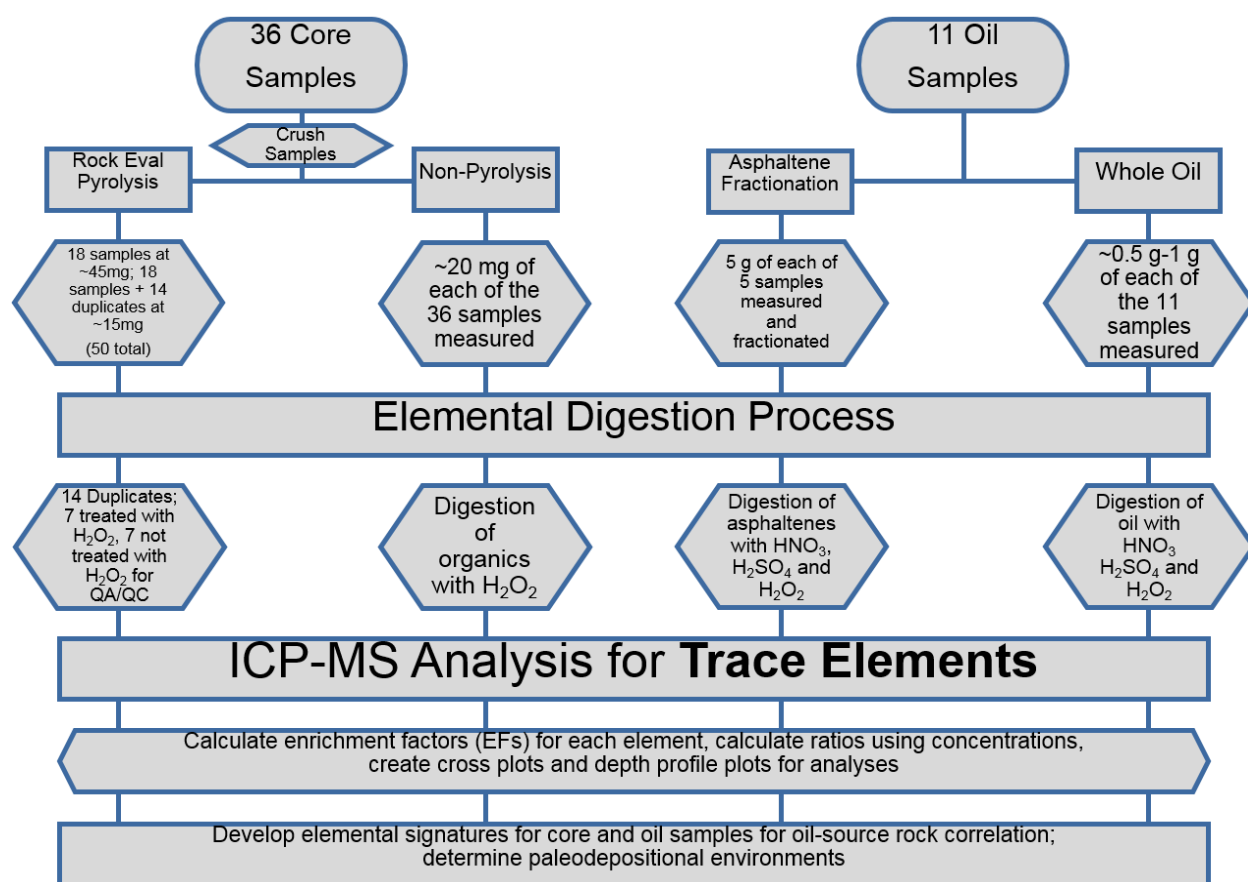 36 Core
Samples
11 Oil
Samples
Crush
Samples
Rock Eval
Pyrolysis
Non-Pyrolysis
Asphaltene
Fractionation
Whole Oil
18 samples at
~45mg; 18
samples + 14
duplicates at
~15mg
(50 total)
~20 mg of
each of the
36 samples
measured
5 g of each of
5 samples
measured
and
fractionated
~0.5 g-1 g
of each of
the 11
samples
measured
Elemental Digestion Process
14 Duplicates;
7 treated with
H₂O₂, 7 not
treated with
H₂O₂ for
QA/QC
Digestion
of
organics
with H₂O₂
Digestion of
asphaltenes
with HNO₃,
H₂SO₄ and
H₂O₂
Digestion of
oil with
HNO₃
H₂SO₄ and
H₂O₂
ICP-MS Analysis for Trace Elements
Calculate enrichment factors (EFs) for each element, calculate ratios using concentrations,
create cross plots and depth profile plots for analyses
Develop elemental signatures for core and oil samples for oil-source rock correlation;
determine paleodepositional environments